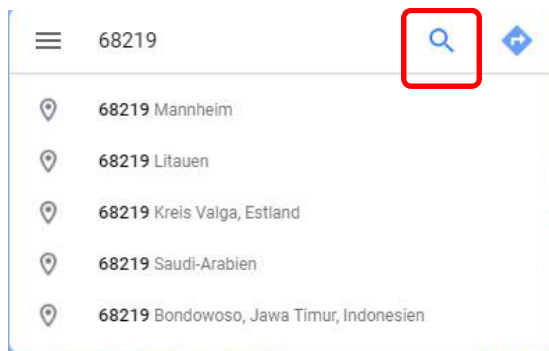 68219
68219 Mannheim
68219 Litauen
68219 Kreis Valga, Estland
68219 Saudi-Arabien
68219 Bondowoso, Jawa Timur, Indonesien